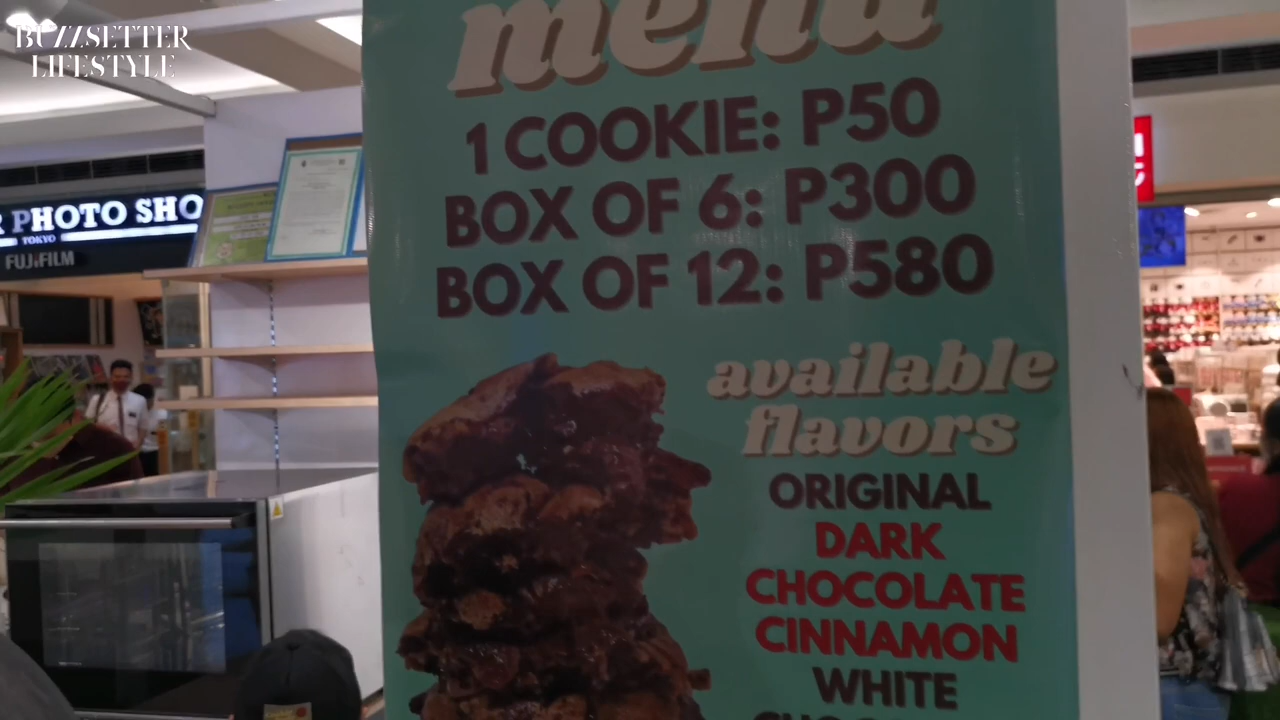 BUZZSETTER
LIFESTYLE
menu
1 COOKIE: P50
BOX OF 6: P300
BOX OF 12: P580
available
flavors
ORIGINAL
DARK
CHOCOLATE
CINNAMON
WHITE
R PHOTO SHO
TOKYO
FUJIFILM